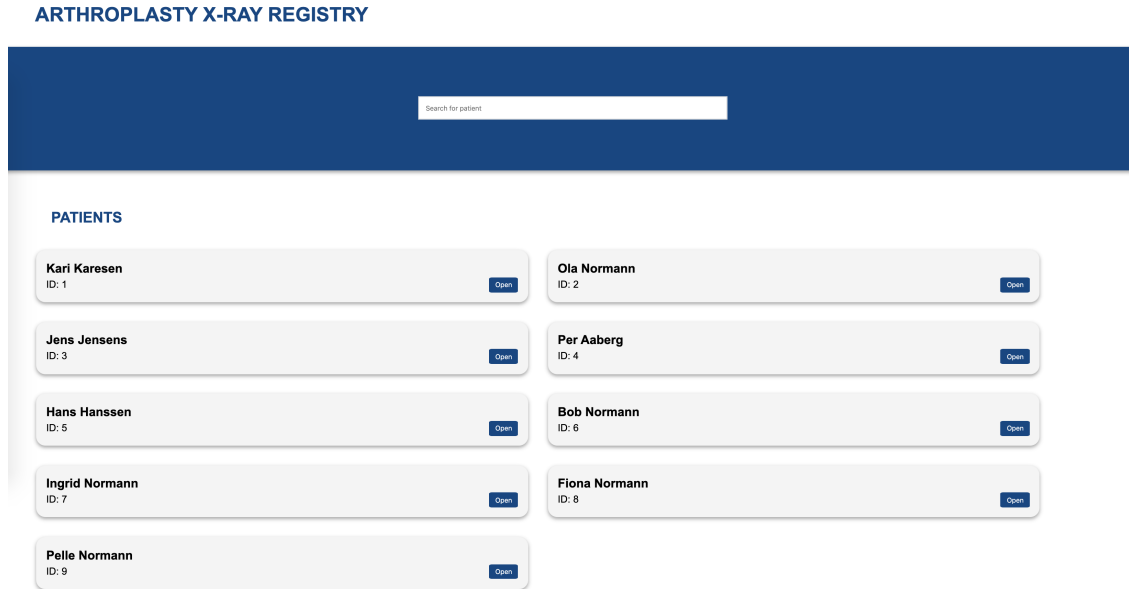 ARTHROPLASTY X-RAY REGISTRY
Search for patient
PATIENTS
Kari Karesen
ID: 1
Open
Ola Normann
ID: 2
Open
Jens Jensens
ID: 3
Open
Per Aaberg
ID: 4
Open
Hans Hanssen
ID: 5
Open
Bob Normann
ID: 6
Open
Ingrid Normann
ID: 7
Open
Fiona Normann
ID: 8
Open
Pelle Normann
ID: 9
Open